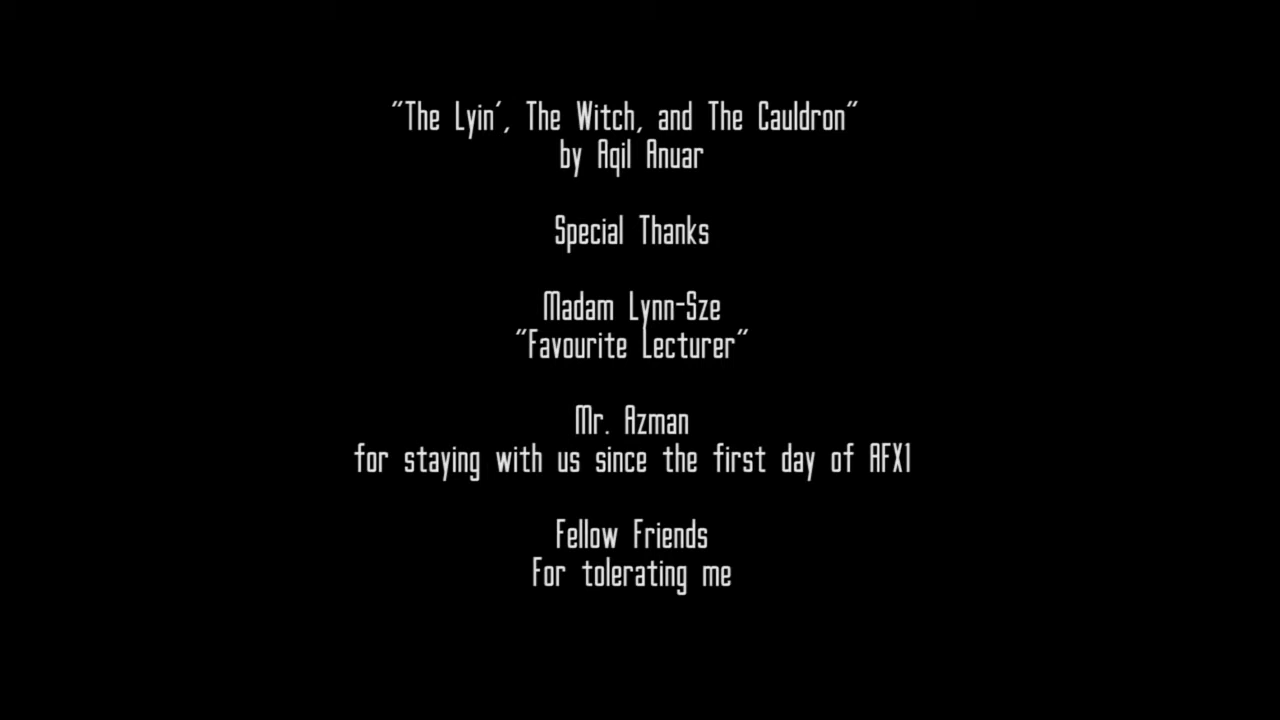 "The Lyin', The Witch, and The Cauldron"
by Aqil Anuar
Special Thanks
Madam Lynn-Sze
"Favourite Lecturer"
Mr. Azman
for staying with us since the first day of AFX1
Fellow Friends
For tolerating me